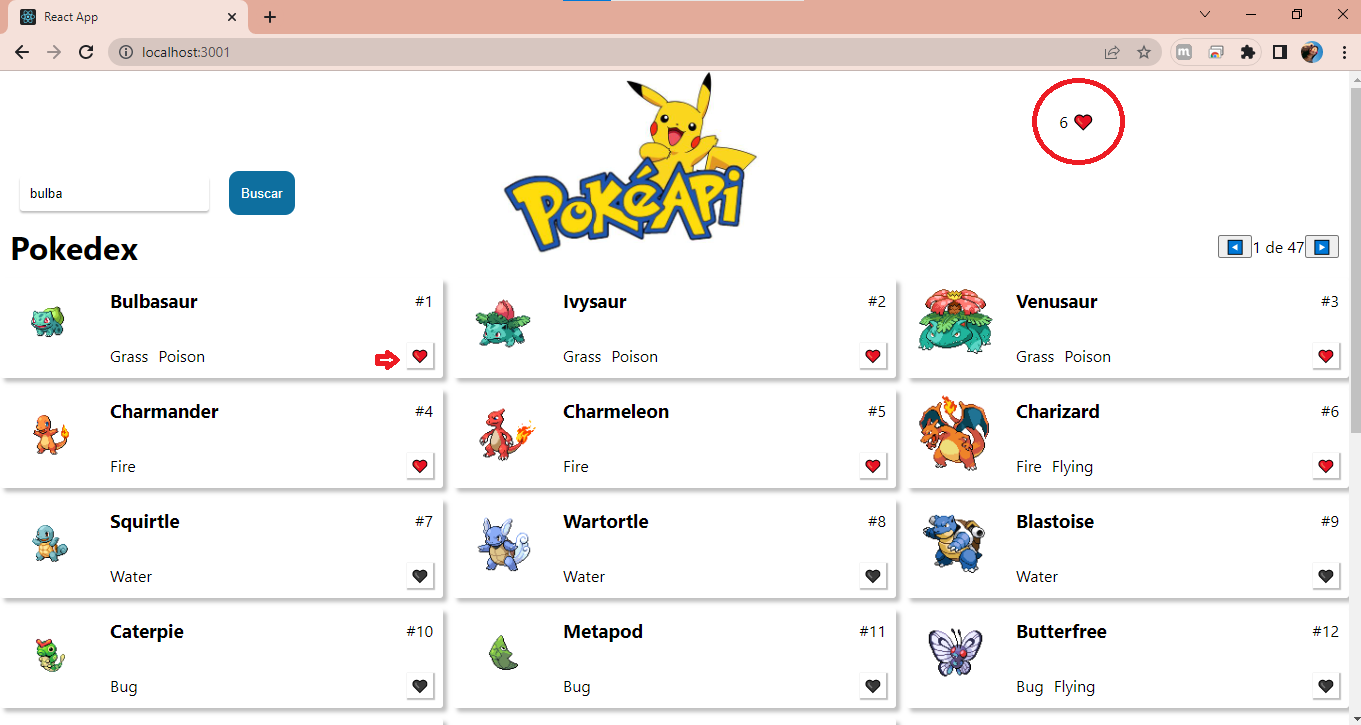 React App
localhost:3001
6
bulba
Buscar
PokéApi
Pokedex
1 de 47
Bulbasaur #1
Grass Poison
Ivysaur #2
Grass Poison
Venusaur #3
Grass Poison
Charmander #4
Fire
Charmeleon #5
Fire
Charizard #6
Fire Flying
Squirtle #7
Water
Wartortle #8
Water
Blastoise #9
Water
Caterpie #10
Bug
Metapod #11
Bug
Butterfree #12
Bug Flying